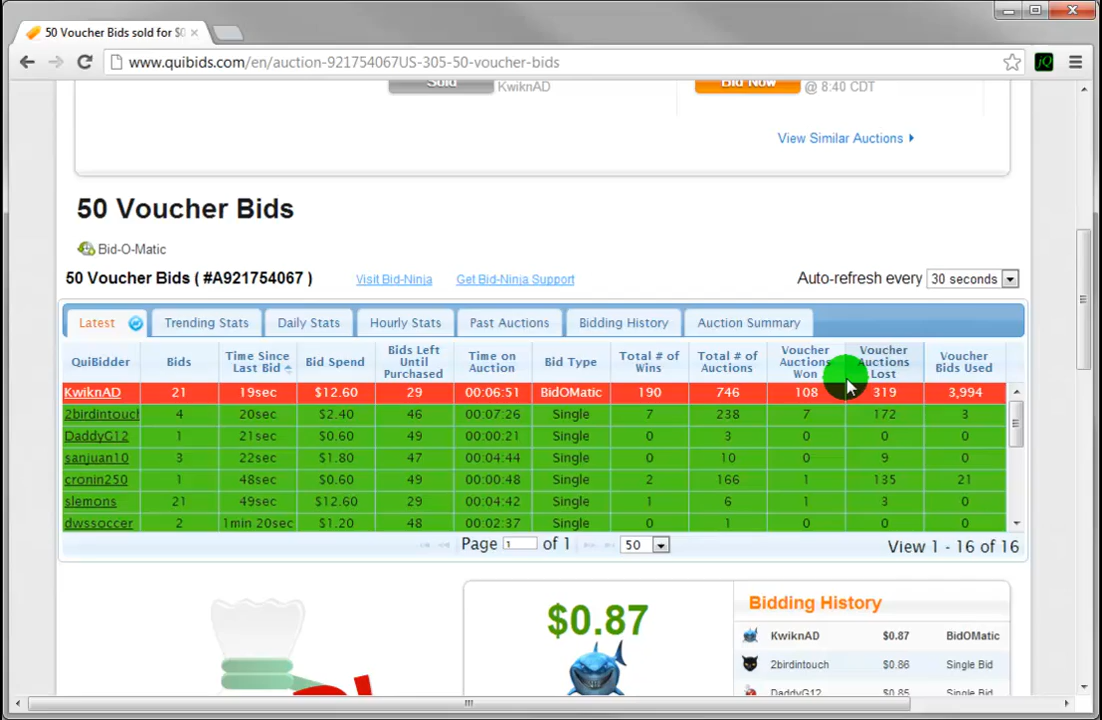 50 Voucher Bids sold for $0
www.quibids.com/en/auction-921754067US-305-50-voucher-bids
Sold KwiknAD Bid Now @ 8:40 CDT
View Similar Auctions
50 Voucher Bids
Bid-O-Matic
50 Voucher Bids ( #A921754067 ) Visit Bid-Ninja Get Bid-Ninja Support Auto-refresh every 30 seconds
Latest Trending Stats Daily Stats Hourly Stats Past Auctions Bidding History Auction Summary
QuiBidder Bids Time Since Last Bid Bid Spend Bids Left Until Purchased Time on Auction Bid Type Total # of Wins Total # of Auctions Voucher Auctions Won Voucher Auctions Lost Voucher Bids Used
KwiknAD 21 19sec $12.60 29 00:06:51 BidOMatic 190 746 108 319 3,994
2birdintouch 4 20sec $2.40 46 00:07:26 Single 7 238 7 172 3
DaddyG12 1 21sec $0.60 49 00:00:21 Single 0 3 0 0 0
sanjuan10 3 22sec $1.80 47 00:04:44 Single 0 10 0 9 0
cronin250 1 48sec $0.60 49 00:00:48 Single 2 166 1 135 21
slemons 21 49sec $12.60 29 00:04:42 Single 1 6 1 3 0
dwssoccer 2 1min 20sec $1.20 48 00:02:37 Single 0 1 0 0 0
Page 1 of 1 50 View 1 - 16 of 16
$0.87
Bidding History
KwiknAD $0.87 BidOMatic
2birdintouch $0.86 Single Bid
DaddyG12 $0.85 Single Bid